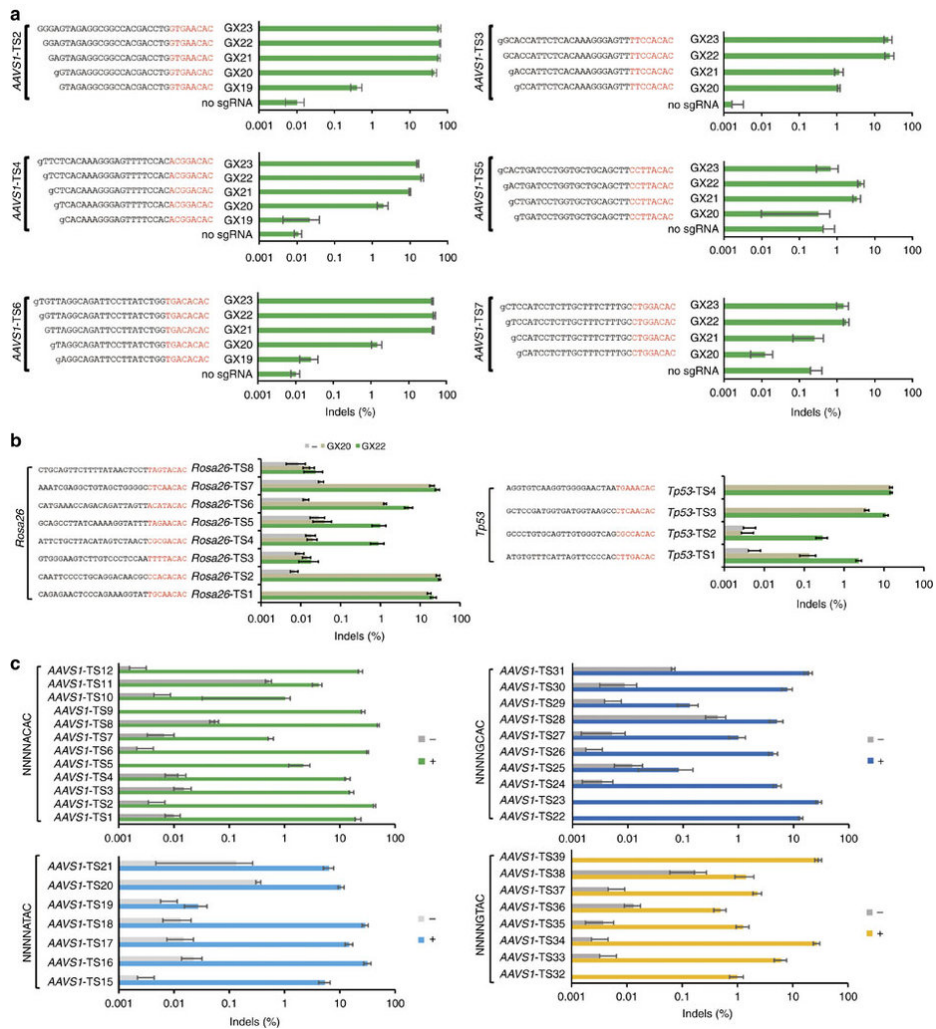 a
AAVS1-TS2
GGGAGTAGAGGCGGCCACGACCTGGTGAACAC GX23
GGAGTAGAGGCGGCCACGACCTGGTGAACAC GX22
GAGTAGAGGCGGCCACGACCTGGTGAACAC GX21
gGTAGAGGCGGCCACGACCTGGTGAACAC GX20
GTAGAGGCGGCCACGACCTGGTGAACAC GX19
no sgRNA
0.001 0.01 0.1 1 10 100
AAVS1-TS3
gGCACCATTCTCACAAAGGGAGTTTTCCACAC GX23
GCACCATTCTCACAAAGGGAGTTTTCCACAC GX22
gACCATTCTCACAAAGGGAGTTTTCCACAC GX21
gCCATTCTCACAAAGGGAGTTTTCCACAC GX20
no sgRNA
0.001 0.01 0.1 1 10 100
AAVS1-TS4
gTTCTCACAAAGGGAGTTTTCCACACGGACAC GX23
gTCTCACAAAGGGAGTTTTCCACACGGACAC GX22
gCTCACAAAGGGAGTTTTCCACACGGACAC GX21
gTCACAAAGGGAGTTTTCCACACGGACAC GX20
gCACAAAGGGAGTTTTCCACACGGACAC GX19
no sgRNA
0.001 0.01 0.1 1 10 100
AAVS1-TS5
gCACTGATCCTGGTGCTGCAGCTTCCTTACAC GX23
gACTGATCCTGGTGCTGCAGCTTCCTTACAC GX22
gCTGATCCTGGTGCTGCAGCTTCCTTACAC GX21
gTGATCCTGGTGCTGCAGCTTCCTTACAC GX20
no sgRNA
0.001 0.01 0.1 1 10 100
AAVS1-TS6
gTGTTAGGCAGATTCCTTATCTGGTGACACAC GX23
gGTTAGGCAGATTCCTTATCTGGTGACACAC GX22
GTTAGGCAGATTCCTTATCTGGTGACACAC GX21
gTAGGCAGATTCCTTATCTGGTGACACAC GX20
gAGGCAGATTCCTTATCTGGTGACACAC GX19
no sgRNA
0.001 0.01 0.1 1 10 100
Indels (%)
AAVS1-TS7
gCTCCATCCTCTTGCTTTCTTTGCCTGGACAC GX23
gTCCATCCTCTTGCTTTCTTTGCCTGGACAC GX22
gCCATCCTCTTGCTTTCTTTGCCTGGACAC GX21
gCATCCTCTTGCTTTCTTTGCCTGGACAC GX20
no sgRNA
0.001 0.01 0.1 1 10 100
Indels (%)
b
– GX20 GX22
Rosa26
CTGCAGTTCTTTTATAACTCCTTAGTACAC Rosa26-TS8
AAATCGAGGCTGTAGCTGGGGCCTCAACAC Rosa26-TS7
CATGAAACCAGACAGATTAGTTACATACAC Rosa26-TS6
GCAGCCTTATCAAAAGGTATTTTAGAACAC Rosa26-TS5
ATTCTGCTTACATAGTCTAACTCGCGACAC Rosa26-TS4
GTGGGAAGTCTTGTCCCTCCAATTTTACAC Rosa26-TS3
CAATTCCCCTGCAGGACAACGCCCACACAC Rosa26-TS2
CAGAGAACTCCCAGAAAGGTATTGCAACAC Rosa26-TS1
0.001 0.01 0.1 1 10 100
Indels (%)
Tp53
AGGTGTCAAGGTGGGGAACTAATGAAACAC Tp53-TS4
GCTCCGATGGTGATGGTAAGCCCTCAACAC Tp53-TS3
GCCCTGTGCAGTTGTGGGTCAGCGCCACAC Tp53-TS2
ATGTGTTTCATTAGTTCCCCACCTTGACAC Tp53-TS1
0.001 0.01 0.1 1 10 100
Indels (%)
c
NNNNACAC
AAVS1-TS12
AAVS1-TS11
AAVS1-TS10
AAVS1-TS9
AAVS1-TS8
AAVS1-TS7
AAVS1-TS6
AAVS1-TS5
AAVS1-TS4
AAVS1-TS3
AAVS1-TS2
AAVS1-TS1
–
+
0.001 0.01 0.1 1 10 100
NNNNGCAC
AAVS1-TS31
AAVS1-TS30
AAVS1-TS29
AAVS1-TS28
AAVS1-TS27
AAVS1-TS26
AAVS1-TS25
AAVS1-TS24
AAVS1-TS23
AAVS1-TS22
–
+
0.001 0.01 0.1 1 10 100
NNNNATAC
AAVS1-TS21
AAVS1-TS20
AAVS1-TS19
AAVS1-TS18
AAVS1-TS17
AAVS1-TS16
AAVS1-TS15
–
+
0.001 0.01 0.1 1 10 100
Indels (%)
NNNNGTAC
AAVS1-TS39
AAVS1-TS38
AAVS1-TS37
AAVS1-TS36
AAVS1-TS35
AAVS1-TS34
AAVS1-TS33
AAVS1-TS32
–
+
0.001 0.01 0.1 1 10 100
Indels (%)